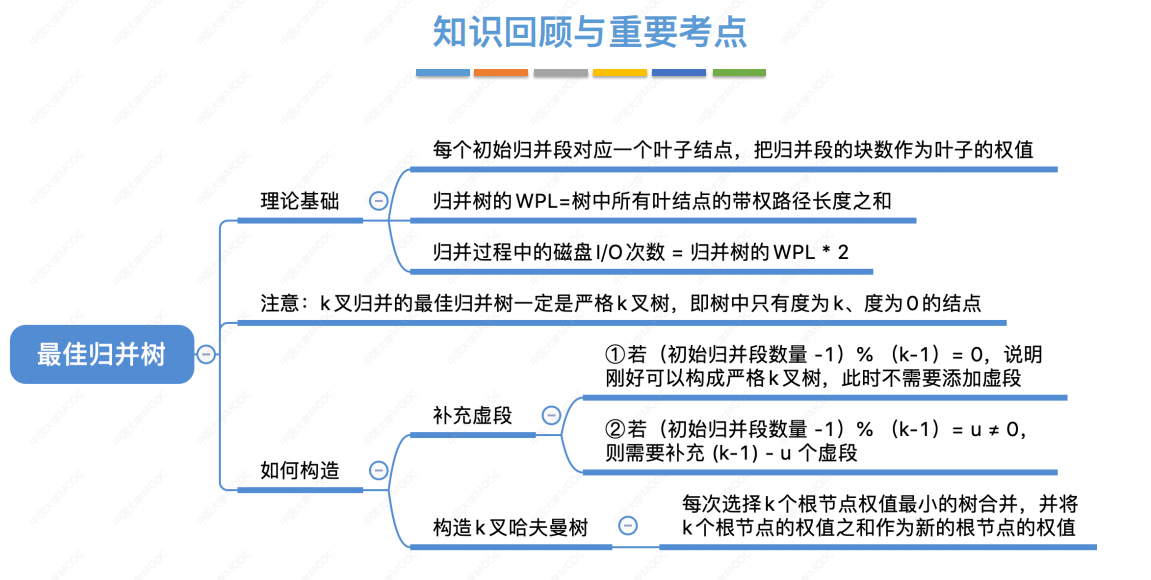 知识回顾与重要考点
每个初始归并段对应一个叶子结点，把归并段的块数作为叶子的权值
理论基础
归并树的WPL=树中所有叶结点的带权路径长度之和
归并过程中的磁盘I/O次数 = 归并树的WPL * 2
注意：k叉归并的最佳归并树一定是严格k叉树，即树中只有度为k、度为0的结点
最佳归并树
①若（初始归并段数量 -1）% （k-1）= 0，说明
刚好可以构成严格k叉树，此时不需要添加虚段
补充虚段
②若（初始归并段数量 -1）% （k-1）= u ≠ 0，
则需要补充 (k-1) - u 个虚段
如何构造
每次选择k个根节点权值最小的树合并，并将
k个根节点的权值之和作为新的根节点的权值
构造k叉哈夫曼树